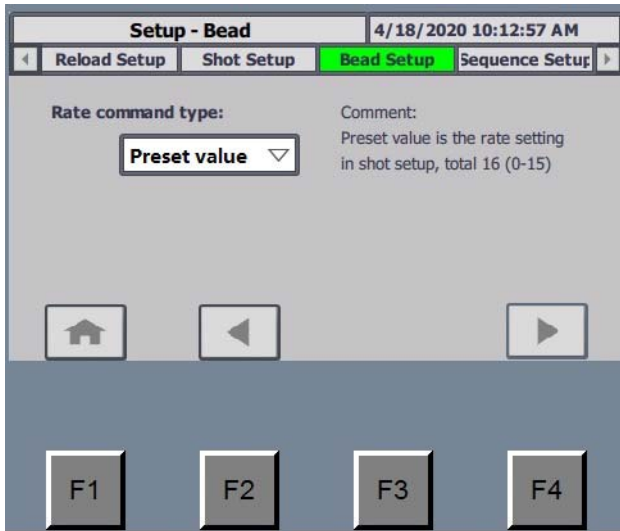 Setup - Bead
4/18/2020 10:12:57 AM
Reload Setup
Shot Setup
Bead Setup
Sequence Setup
Rate command type:
Preset value
Comment:
Preset value is the rate setting
in shot setup, total 16 (0-15)
F1
F2
F3
F4